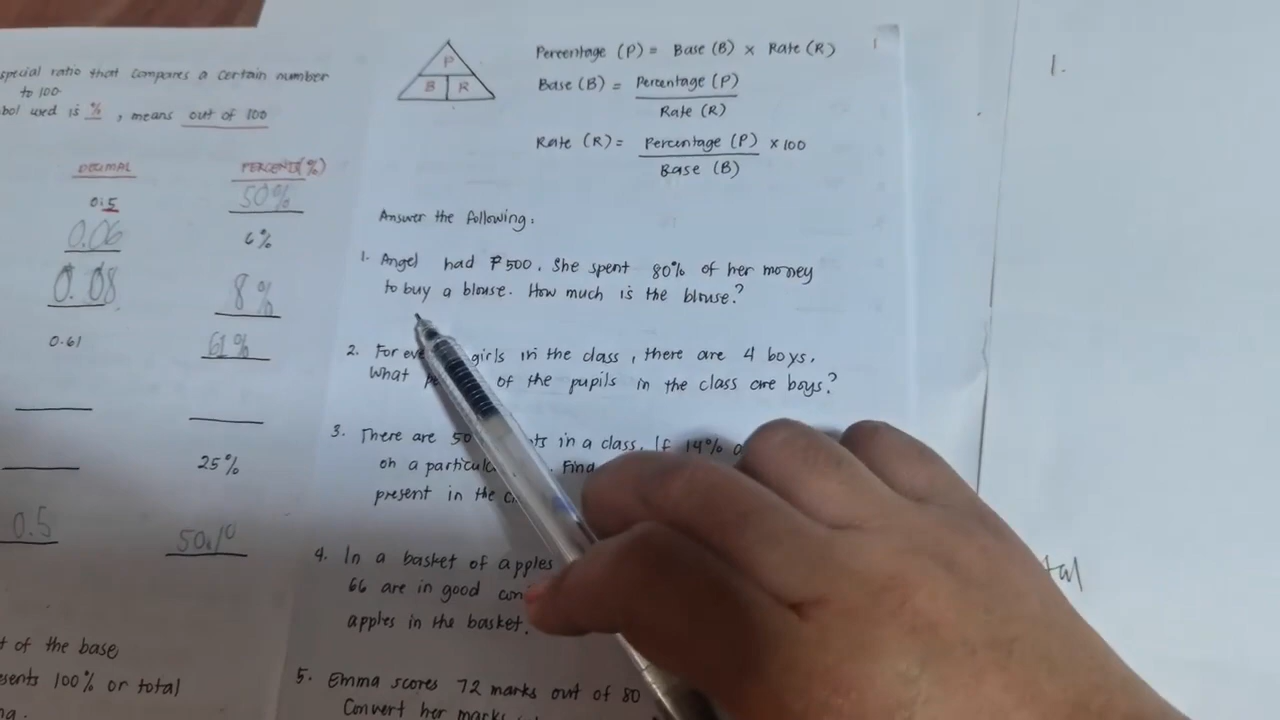 special ratio that compares a certain number
to 100.
bol used is %, means out of 100
DECIMAL PERCENT(%)
0.5 50%
0.06 6%
0.08 8%
0.61 61%
25%
0.5 50%
t of the base
sents 100% or total
P
B R
Percentage (P) = Base (B) x Rate (R)
Base (B) = Percentage (P)
Rate (R)
Rate (R) = Percentage (P) x 100
Base (B)
Answer the following:
1. Angel had ₱500. She spent 80% of her money
to buy a blouse. How much is the blouse?
2. For girls in the class, there are 4 boys.
What of the pupils in the class are boys?
3. There are 50 in a class. If 14%
on a Find
present in the
4. In a basket of apples
66 are in good
apples in the basket.
5. Emma scores 72 marks out of 80
Convert her marks
1.
tal